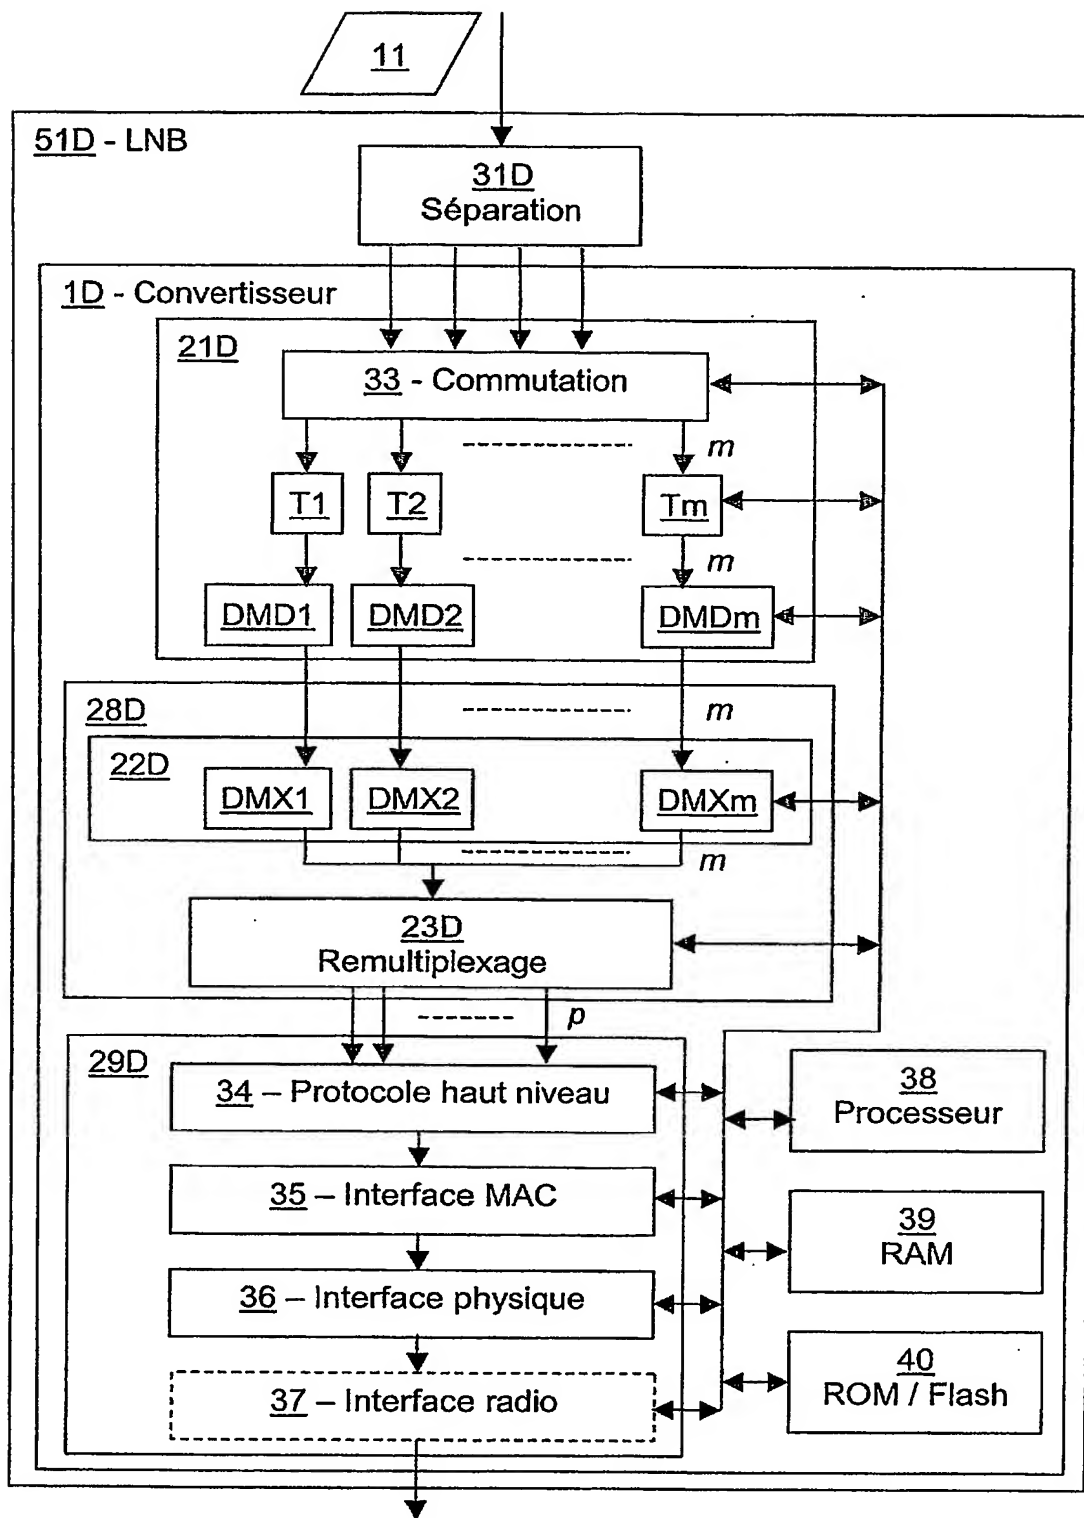 11
51D - LNB
31D
Séparation
1D - Convertisseur
21D
33 - Commutation
m
T1 T2 Tm
m
DMD1 DMD2 DMDm
28D
m
22D
DMX1 DMX2 DMXm
m
23D
Remultiplexage
p
29D
34 – Protocole haut niveau
38
Processeur
35 – Interface MAC
39
RAM
36 – Interface physique
40
ROM / Flash
37 – Interface radio